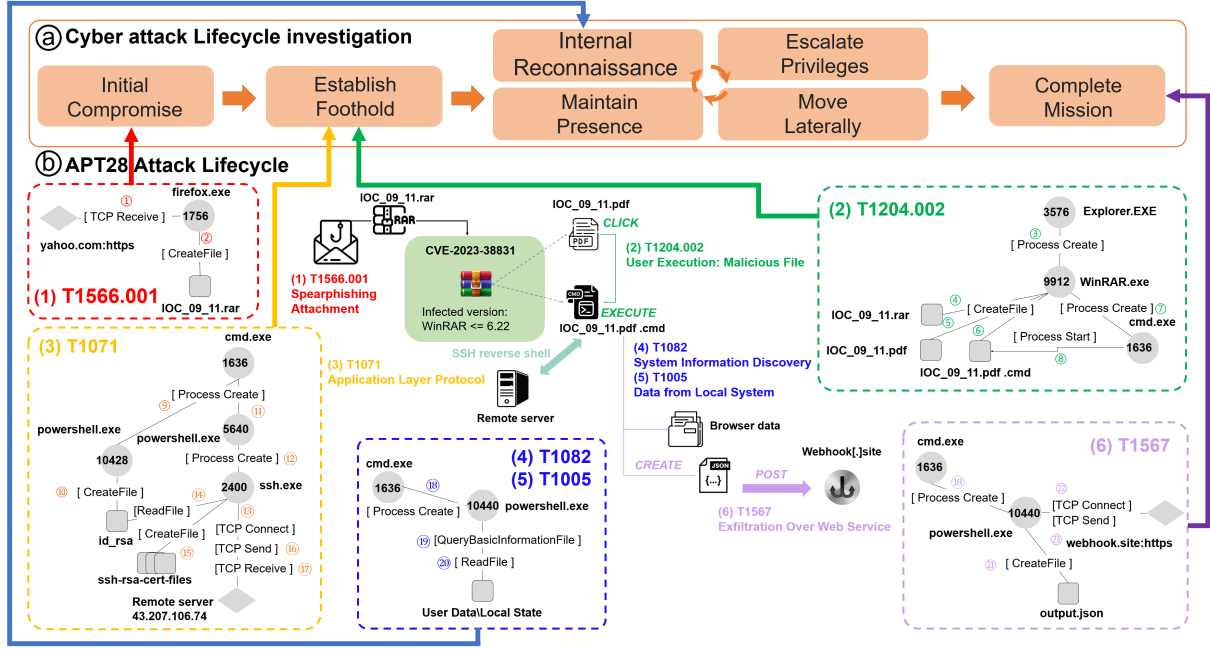 ⓐ Cyber attack Lifecycle investigation
Initial
Compromise
Establish
Foothold
Internal
Reconnaissance
Escalate
Privileges
Maintain
Presence
Move
Laterally
Complete
Mission
ⓑ APT28 Attack Lifecycle
①
[ TCP Receive ]
yahoo.com:https
firefox.exe
1756
②
[ CreateFile ]
IOC_09_11.rar
(1) T1566.001
IOC_09_11.rar
RAR
(1) T1566.001
Spearphishing
Attachment
CVE-2023-38831
Infected version:
WinRAR <= 6.22
IOC_09_11.pdf
PDF
CLICK
(2) T1204.002
User Execution: Malicious File
CMD
EXECUTE
IOC_09_11.pdf .cmd
SSH reverse shell
(3) T1071
Application Layer Protocol
Remote server
(4) T1082
System Information Discovery
(5) T1005
Data from Local System
Browser data
CREATE
JSON
{...}
POST
Webhook[.]site
(6) T1567
Exfiltration Over Web Service
(2) T1204.002
3576
Explorer.EXE
③
[ Process Create ]
9912
WinRAR.exe
④
[ CreateFile ]
[ Process Create ]
⑦
IOC_09_11.rar
⑤
⑥
cmd.exe
[ Process Start ]
1636
IOC_09_11.pdf
⑧
IOC_09_11.pdf .cmd
(3) T1071
cmd.exe
1636
[ Process Create ]
⑨
⑪
powershell.exe
5640
powershell.exe
10428
[ Process Create ]
⑫
2400
ssh.exe
⑩
[ CreateFile ]
⑭
[ReadFile ]
⑬
id_rsa
[ CreateFile ]
[TCP Connect]
⑮
[TCP Send ]
⑯
ssh-rsa-cert-files
[TCP Receive ]
⑰
Remote server
43.207.106.74
(4) T1082
(5) T1005
cmd.exe
1636
⑱
[ Process Create ]
10440
powershell.exe
⑲
[QueryBasicInformationFile]
⑳
[ ReadFile ]
User Data\Local State
(6) T1567
cmd.exe
1636
⑱
[ Process Create ]
10440
powershell.exe
㉒
[TCP Connect]
[TCP Send ]
㉓
webhook.site:https
㉑
[ CreateFile ]
output.json